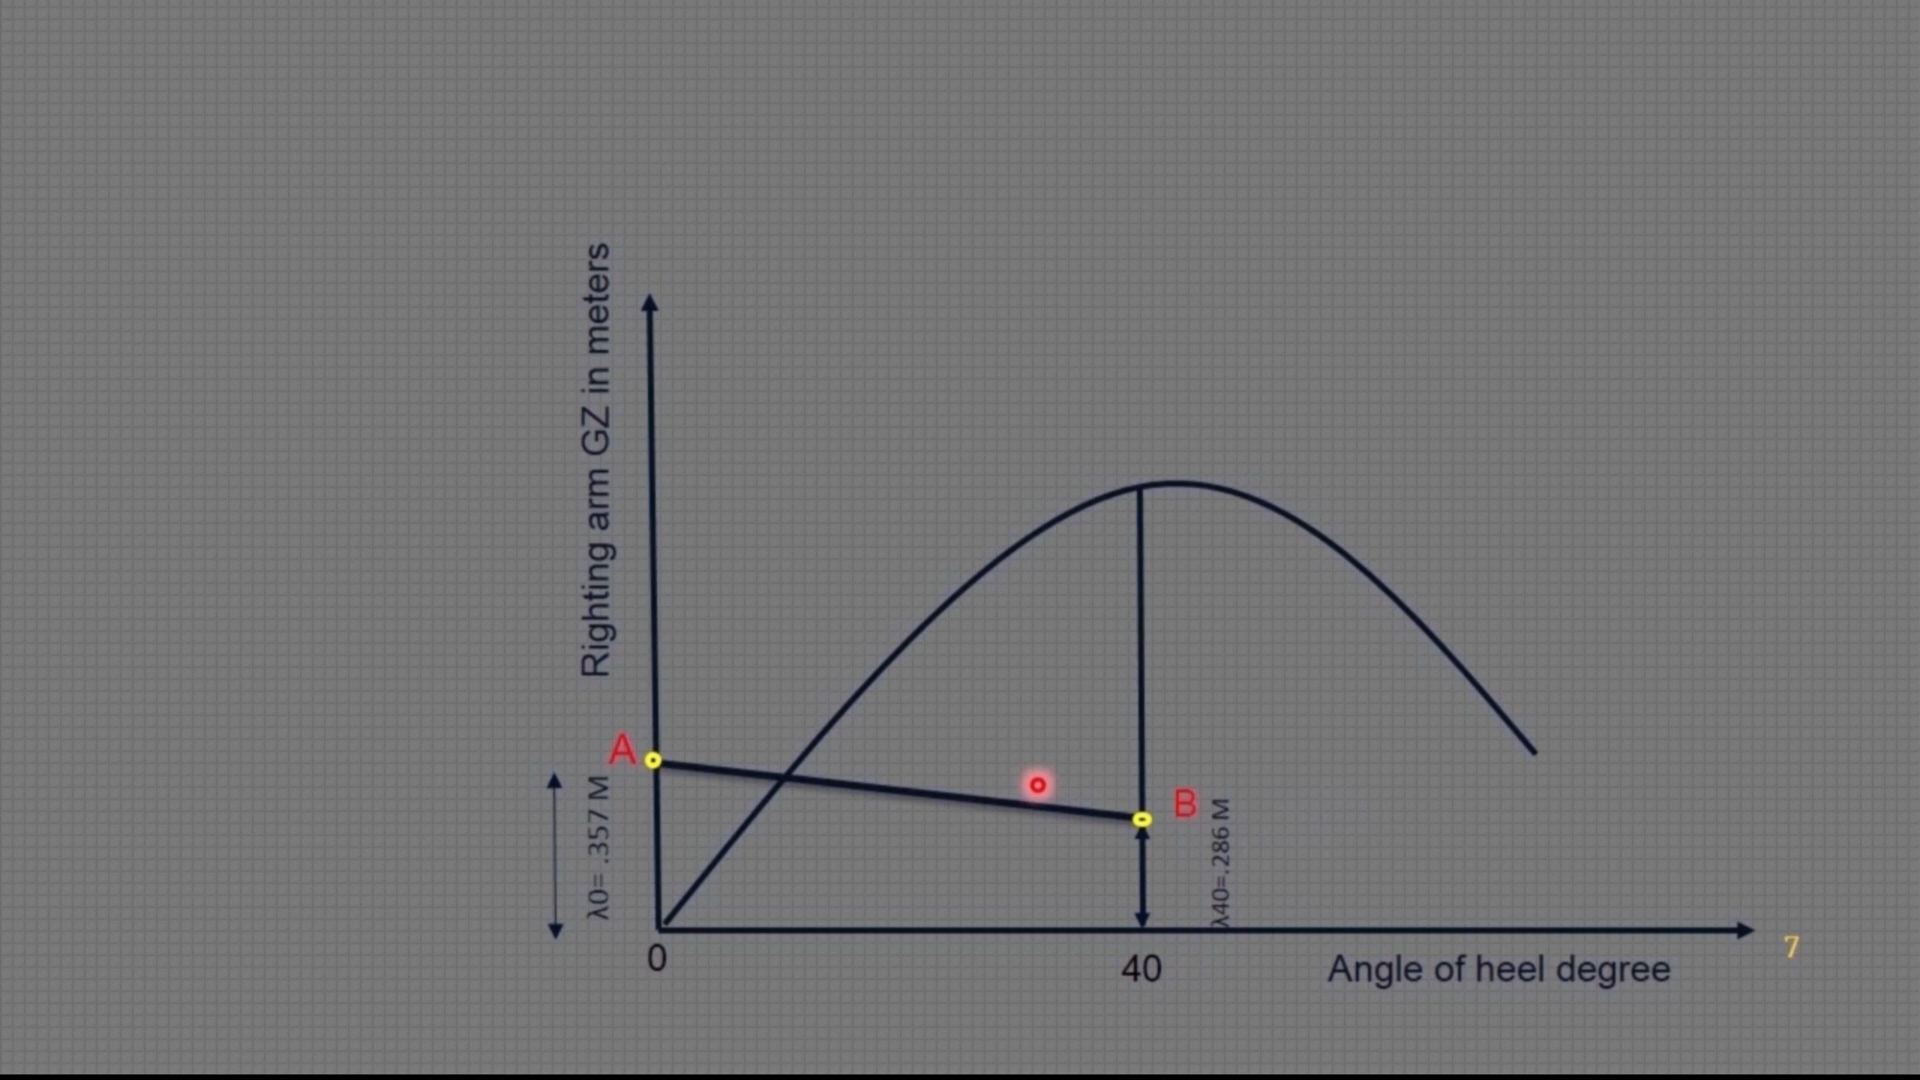 Righting arm GZ in meters
A
λ0= .357 M
B
λ40=.286 M
0
40
Angle of heel degree
7